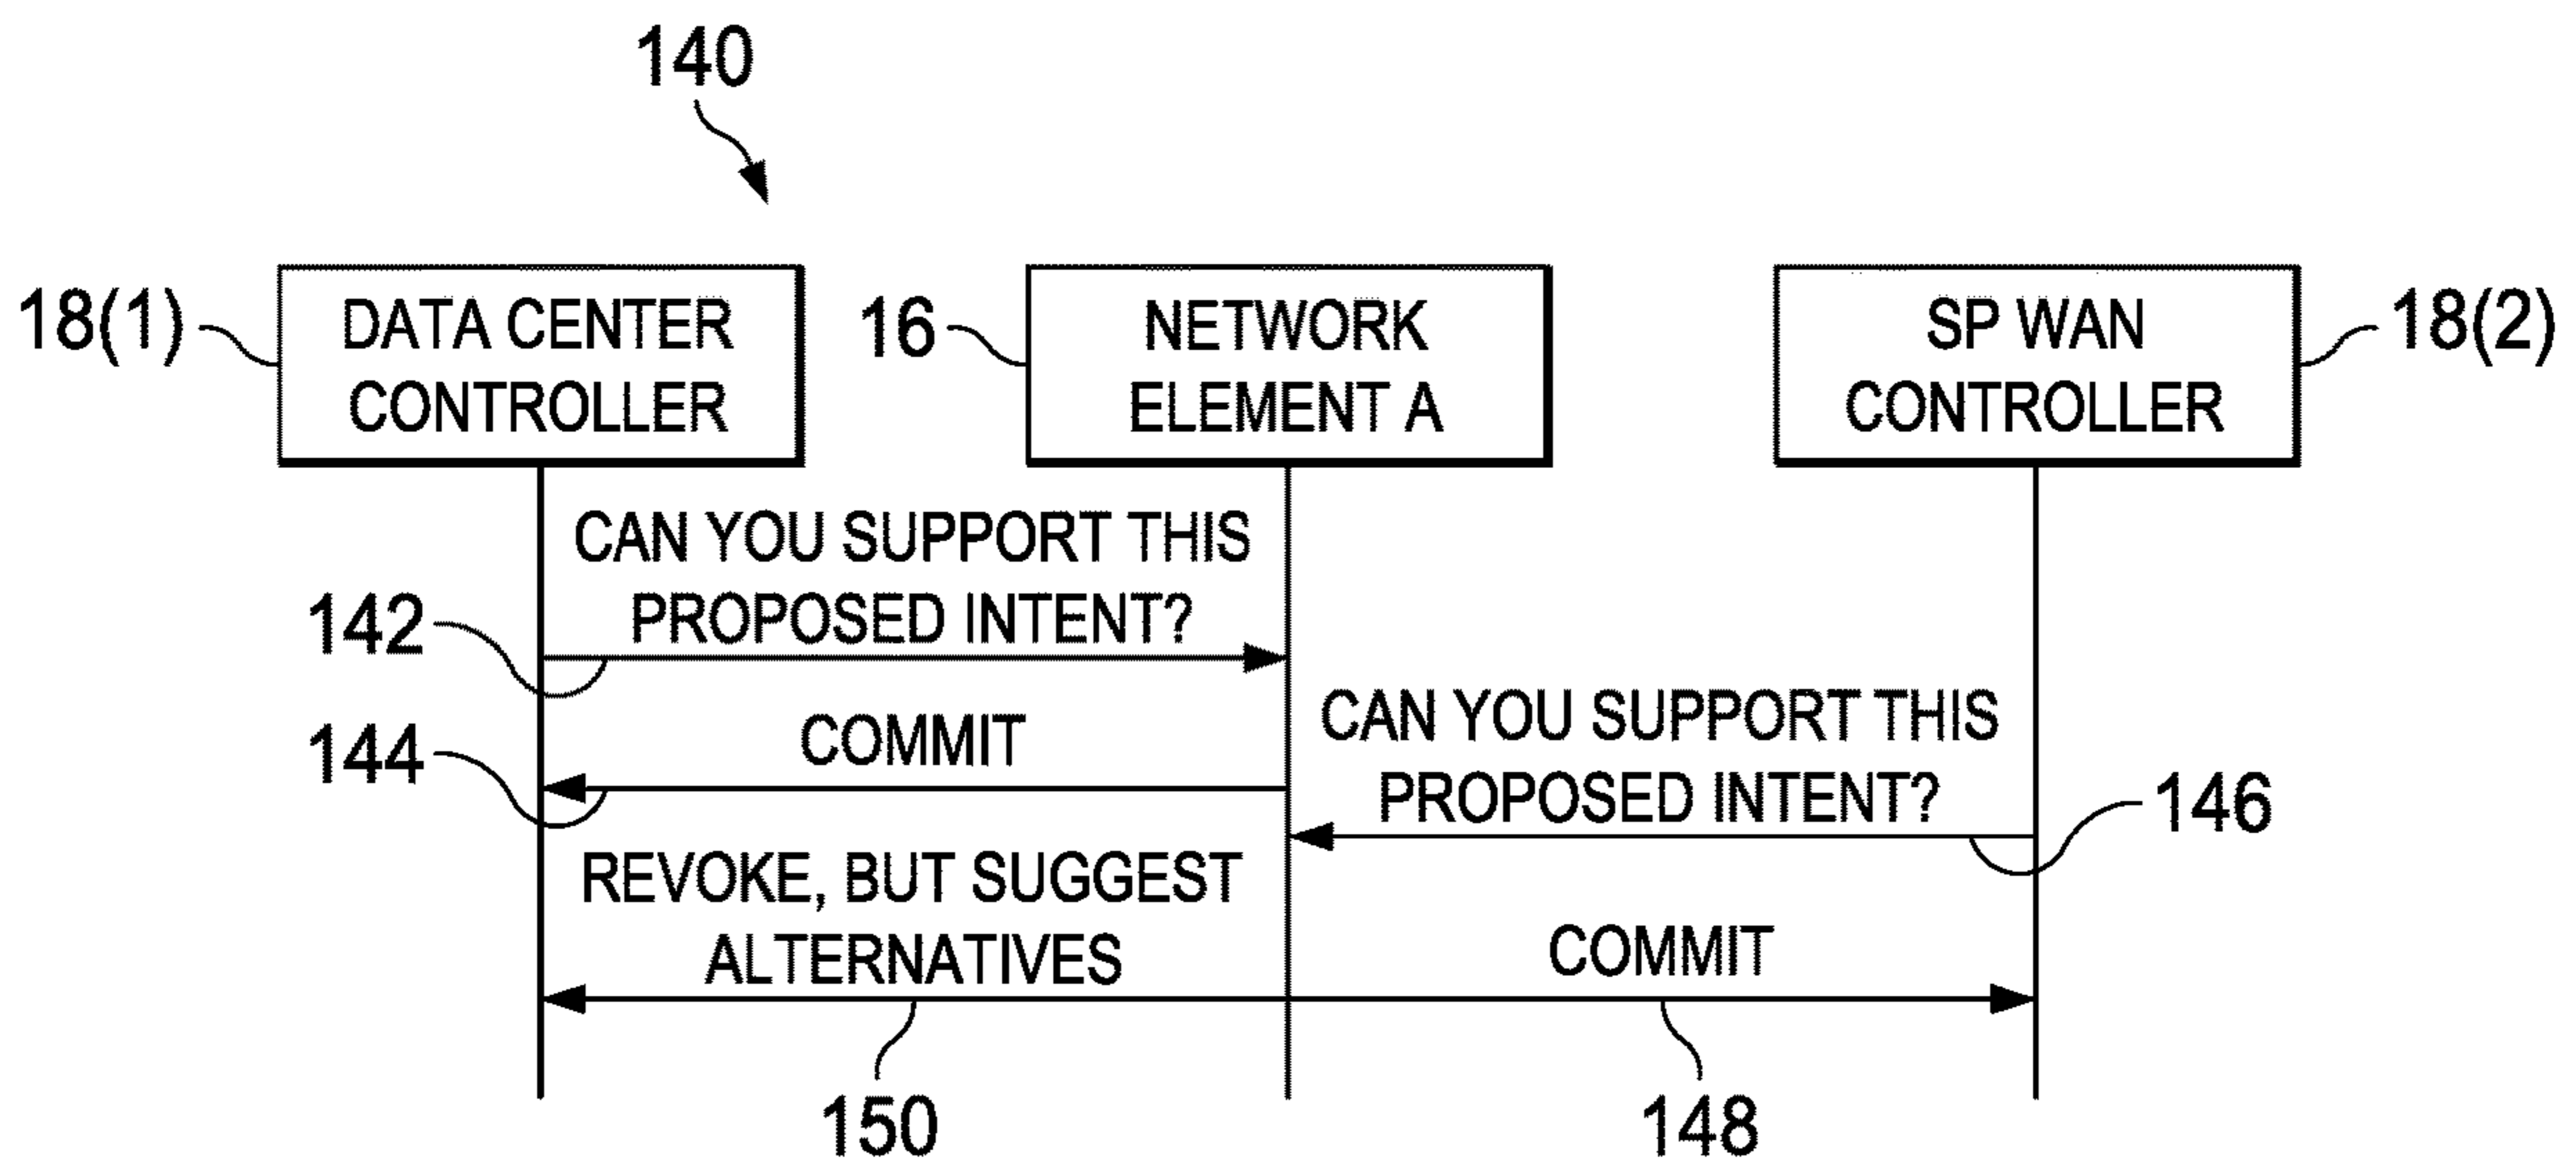 140
18(1)
DATA CENTER
CONTROLLER
16
NETWORK
ELEMENT A
SP WAN
CONTROLLER
18(2)
CAN YOU SUPPORT THIS
PROPOSED INTENT?
142
COMMIT
144
CAN YOU SUPPORT THIS
PROPOSED INTENT?
146
REVOKE, BUT SUGGEST
ALTERNATIVES
COMMIT
150
148